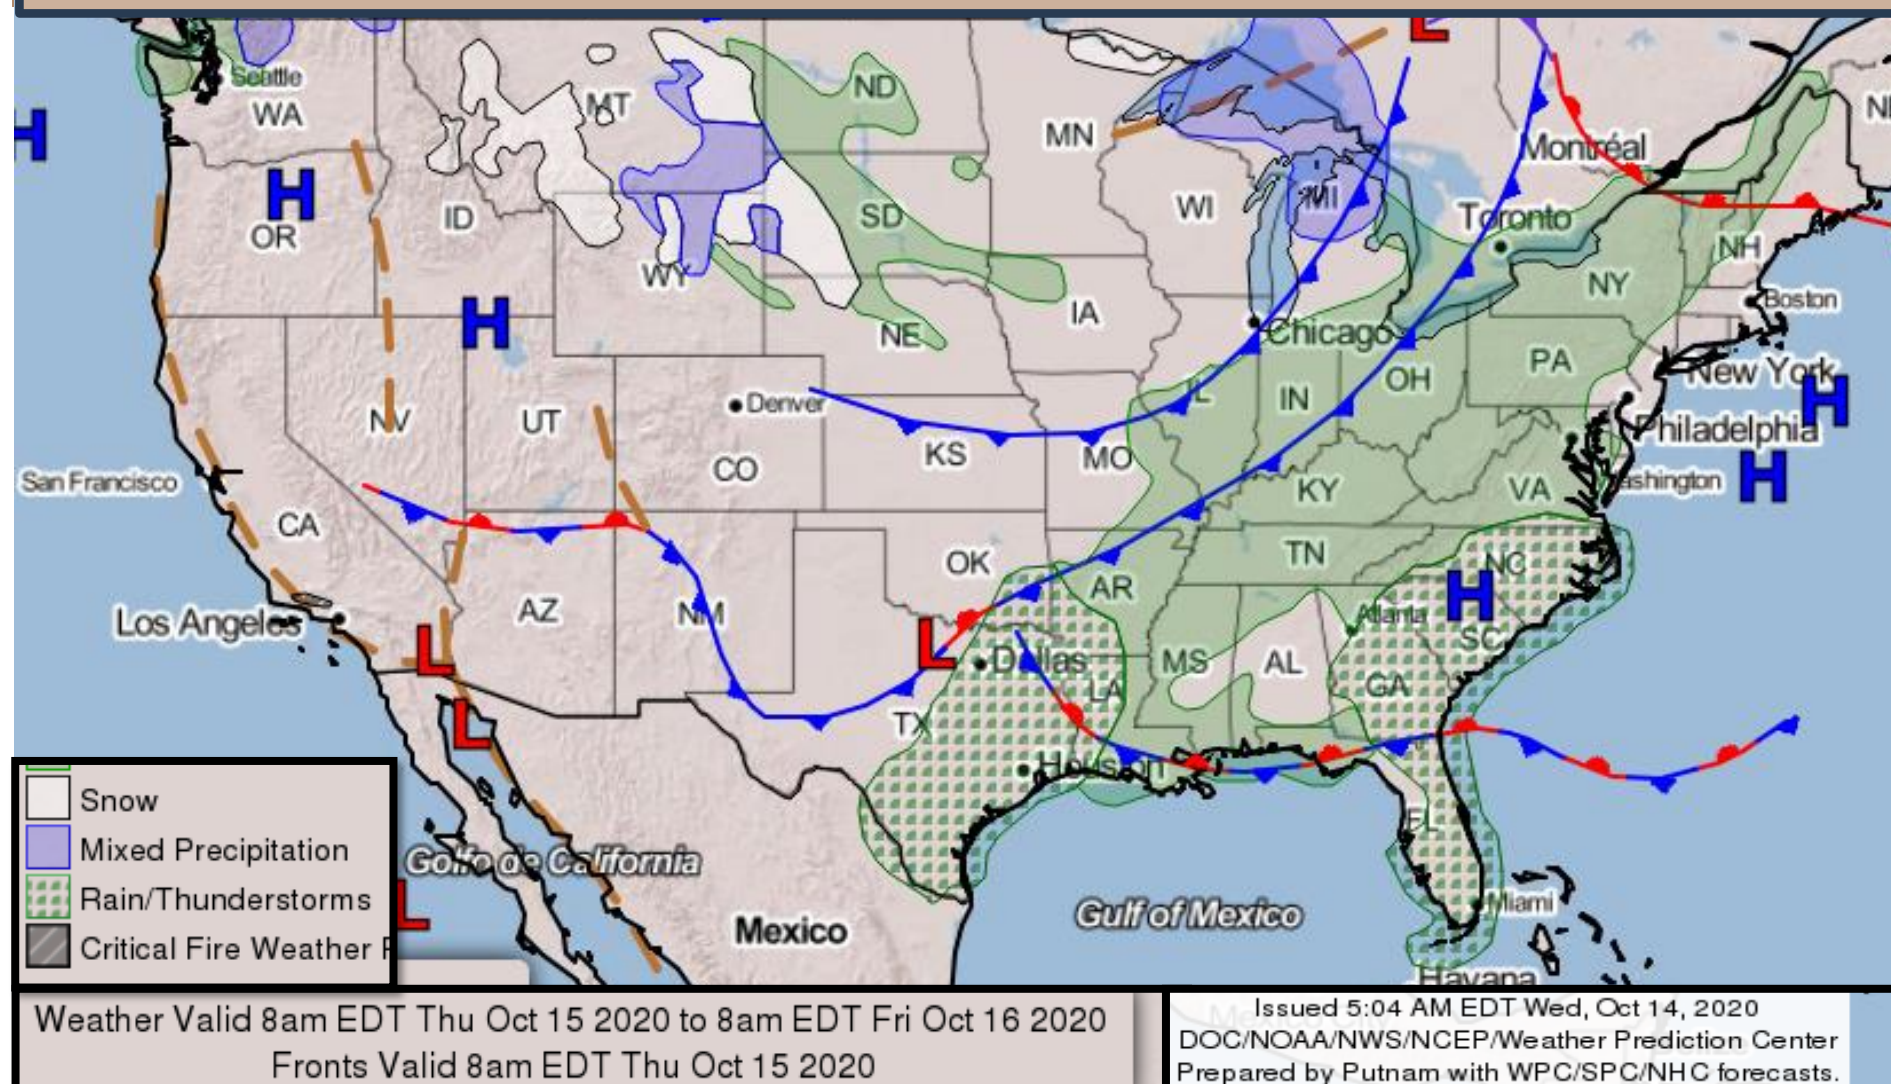 Seattle
WA
MT
ND
MN
Montréal
H
H
OR
ID
SD
WI
MI
Toronto
NH
WY
NY
H
NE
IA
Chicago
Boston
PA
New York
H
Denver
NV
UT
IL
IN
OH
Philadelphia
San Francisco
CO
KS
MO
KY
VA
ashington
H
CA
OK
TN
NC
AZ
NM
AR
H
Los Angeles
L
L
Dallas
MS
AL
Atlanta
SC
GA
LA
L
TX
Houston
L
FL
Snow
Mixed Precipitation
Rain/Thunderstorms
Critical Fire Weather
Golfo de California
L
Mexico
Gulf of Mexico
Miami
Havana
Weather Valid 8am EDT Thu Oct 15 2020 to 8am EDT Fri Oct 16 2020
Fronts Valid 8am EDT Thu Oct 15 2020
Issued 5:04 AM EDT Wed, Oct 14, 2020
DOC/NOAA/NWS/NCEP/Weather Prediction Center
Prepared by Putnam with WPC/SPC/NHC forecasts.